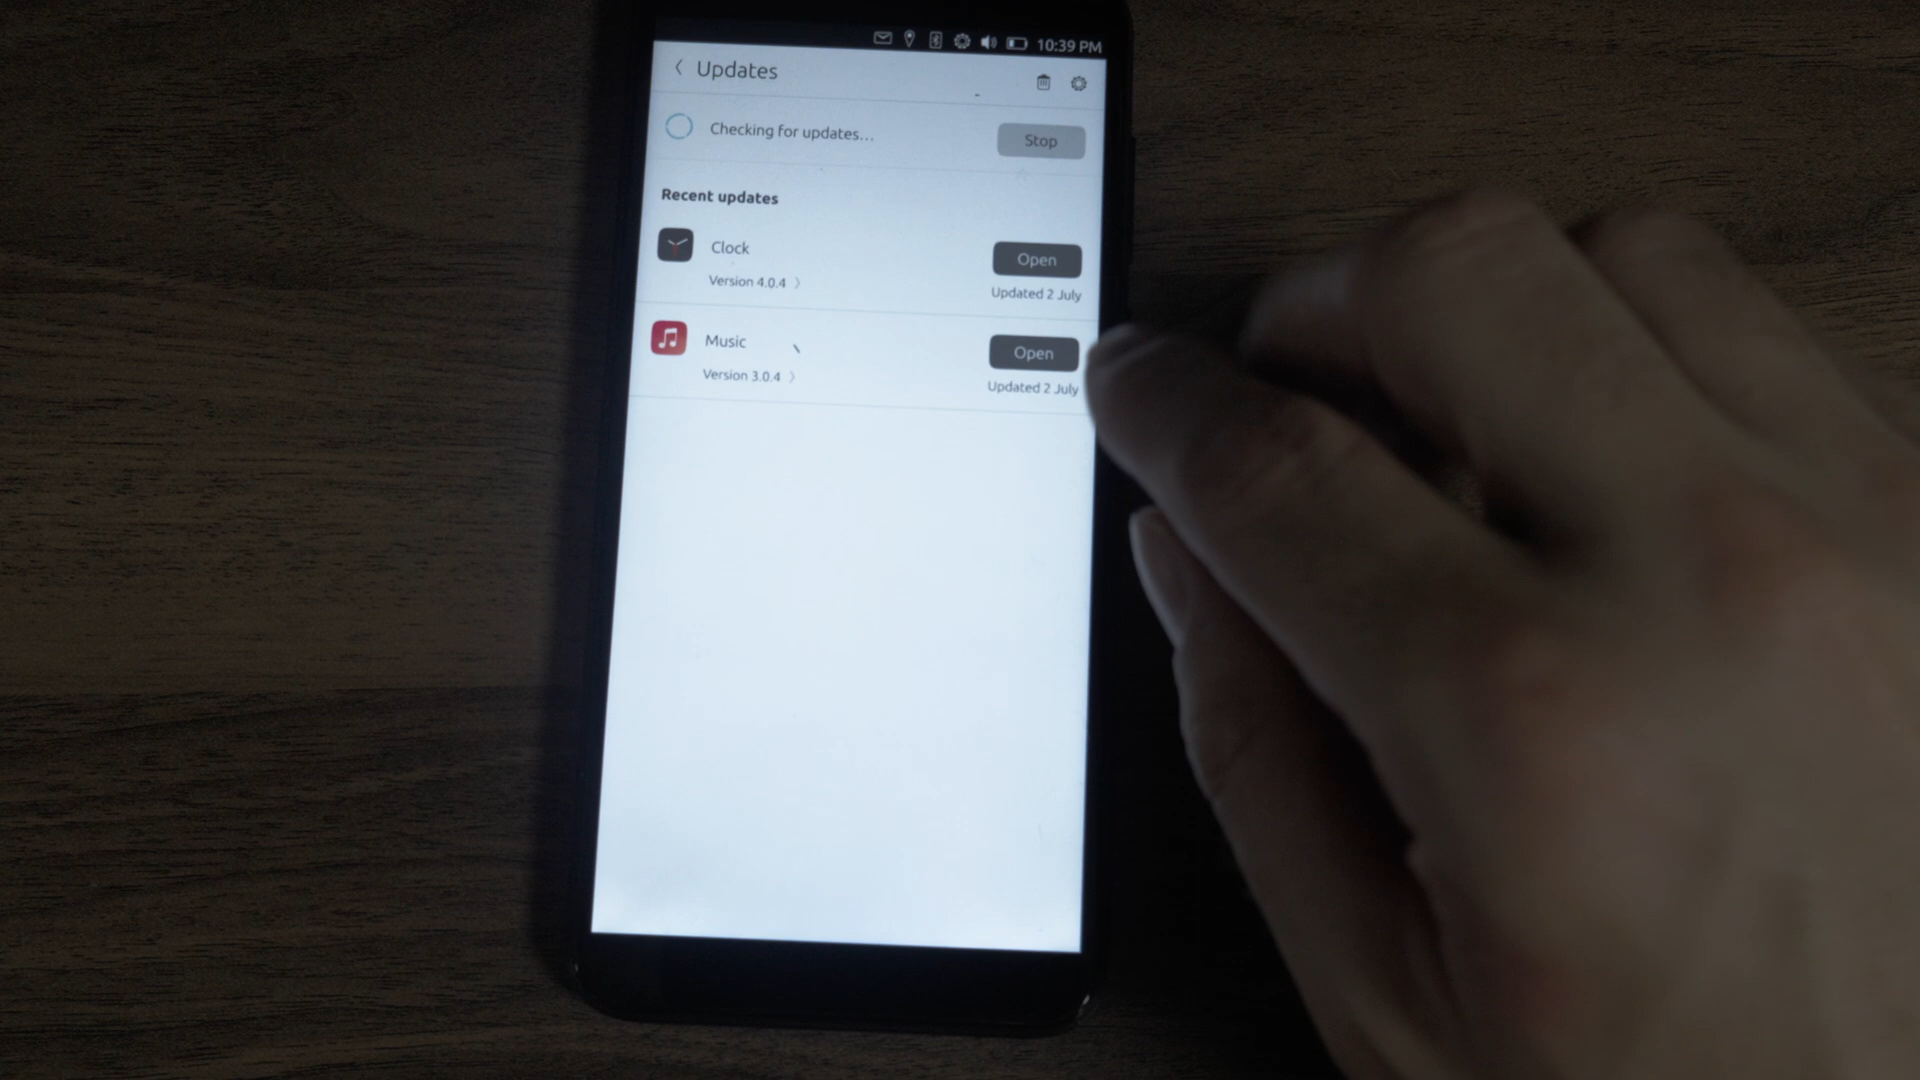 10:39 PM
Updates
Checking for updates...
Stop
Recent updates
Clock
Open
Version 4.0.4
Updated 2 July
Music
Open
Version 3.0.4
Updated 2 July